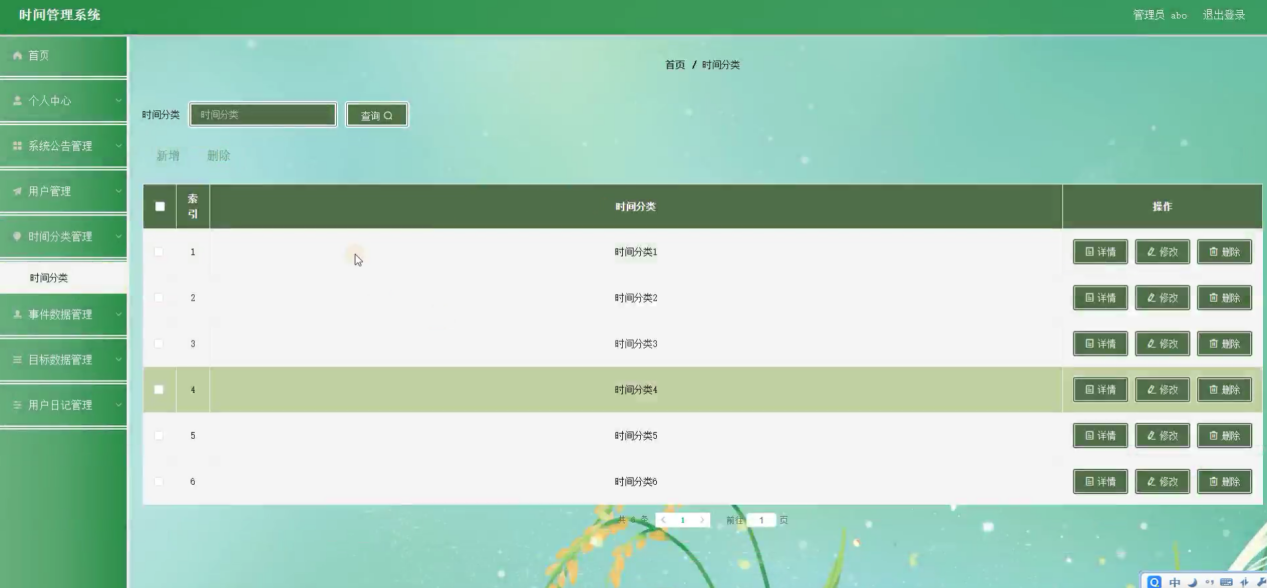 时间管理系统
管理员 abo 退出登录
首页
个人中心
系统公告管理
用户管理
时间分类管理
时间分类
事件数据管理
目标数据管理
用户日记管理
首页 / 时间分类
时间分类 时间分类 查询
新增 删除
索引 时间分类 操作
1 时间分类1 详情 修改 删除
2 时间分类2 详情 修改 删除
3 时间分类3 详情 修改 删除
4 时间分类4 详情 修改 删除
5 时间分类5 详情 修改 删除
6 时间分类6 详情 修改 删除
共 条 1 前往 1 页
中